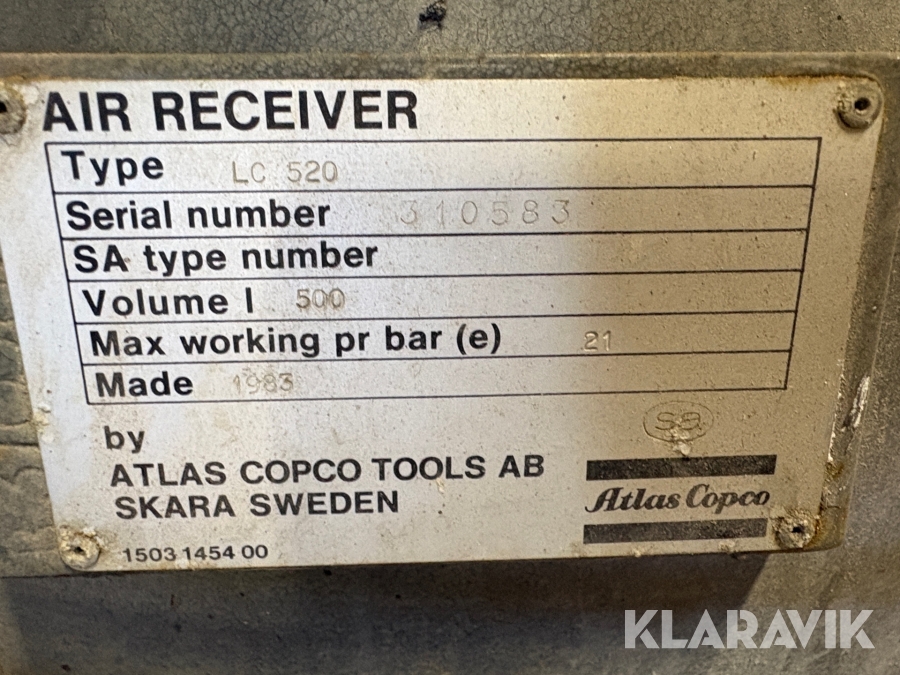 AIR RECEIVER
Type LC 520
Serial number 310583
SA type number
Volume l 500
Max working pr bar (e) 21
Made 1983
by
ATLAS COPCO TOOLS AB
SKARA SWEDEN
Atlas Copco
1503 1454 00
KLARAVIK